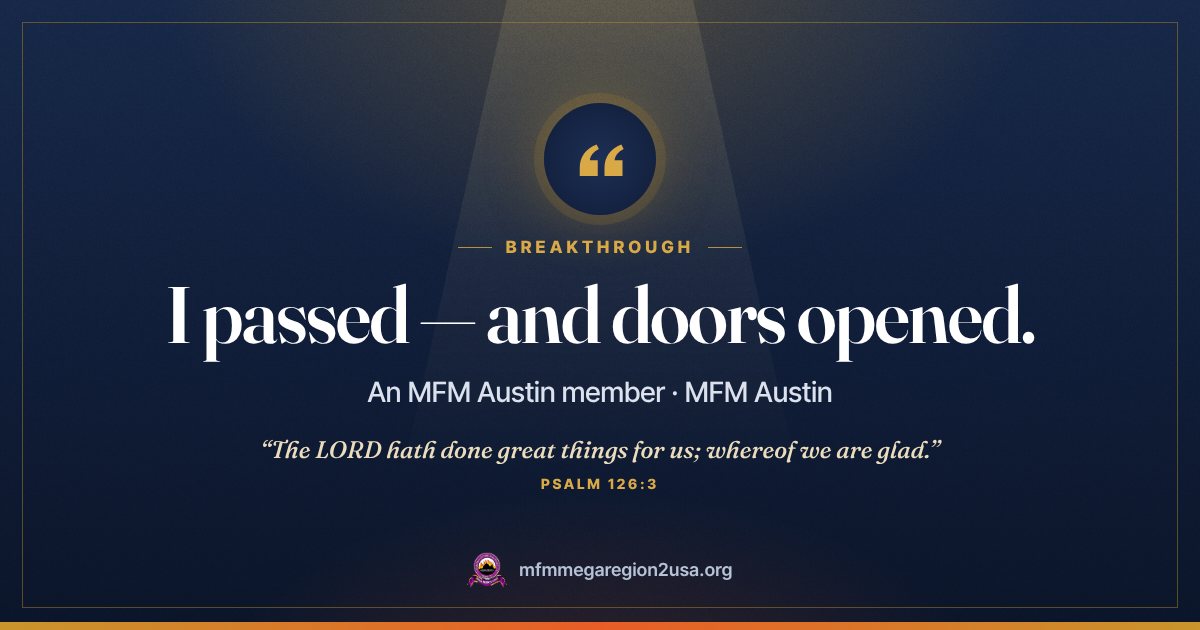 “
BREAKTHROUGH
I passed — and doors opened.
An MFM Austin member · MFM Austin
“The LORD hath done great things for us; whereof we are glad.”
PSALM 126:3
mfmmegaregion2usa.org